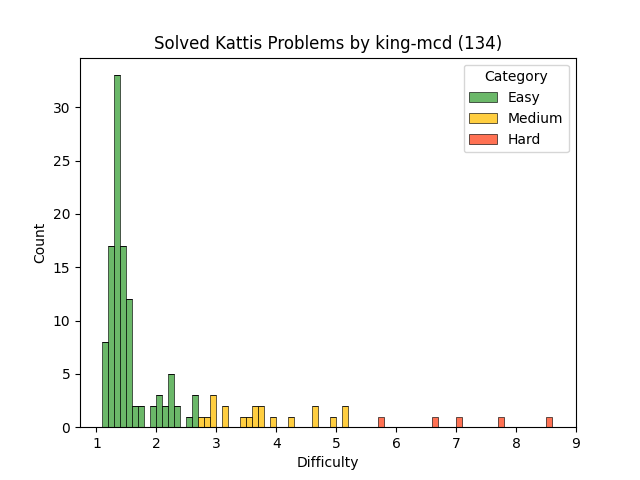 Solved Kattis Problems by king-mcd (134)
Category
Easy
Medium
Hard
Count
30
25
20
15
10
5
0
1 2 3 4 5 6 7 8 9
Difficulty